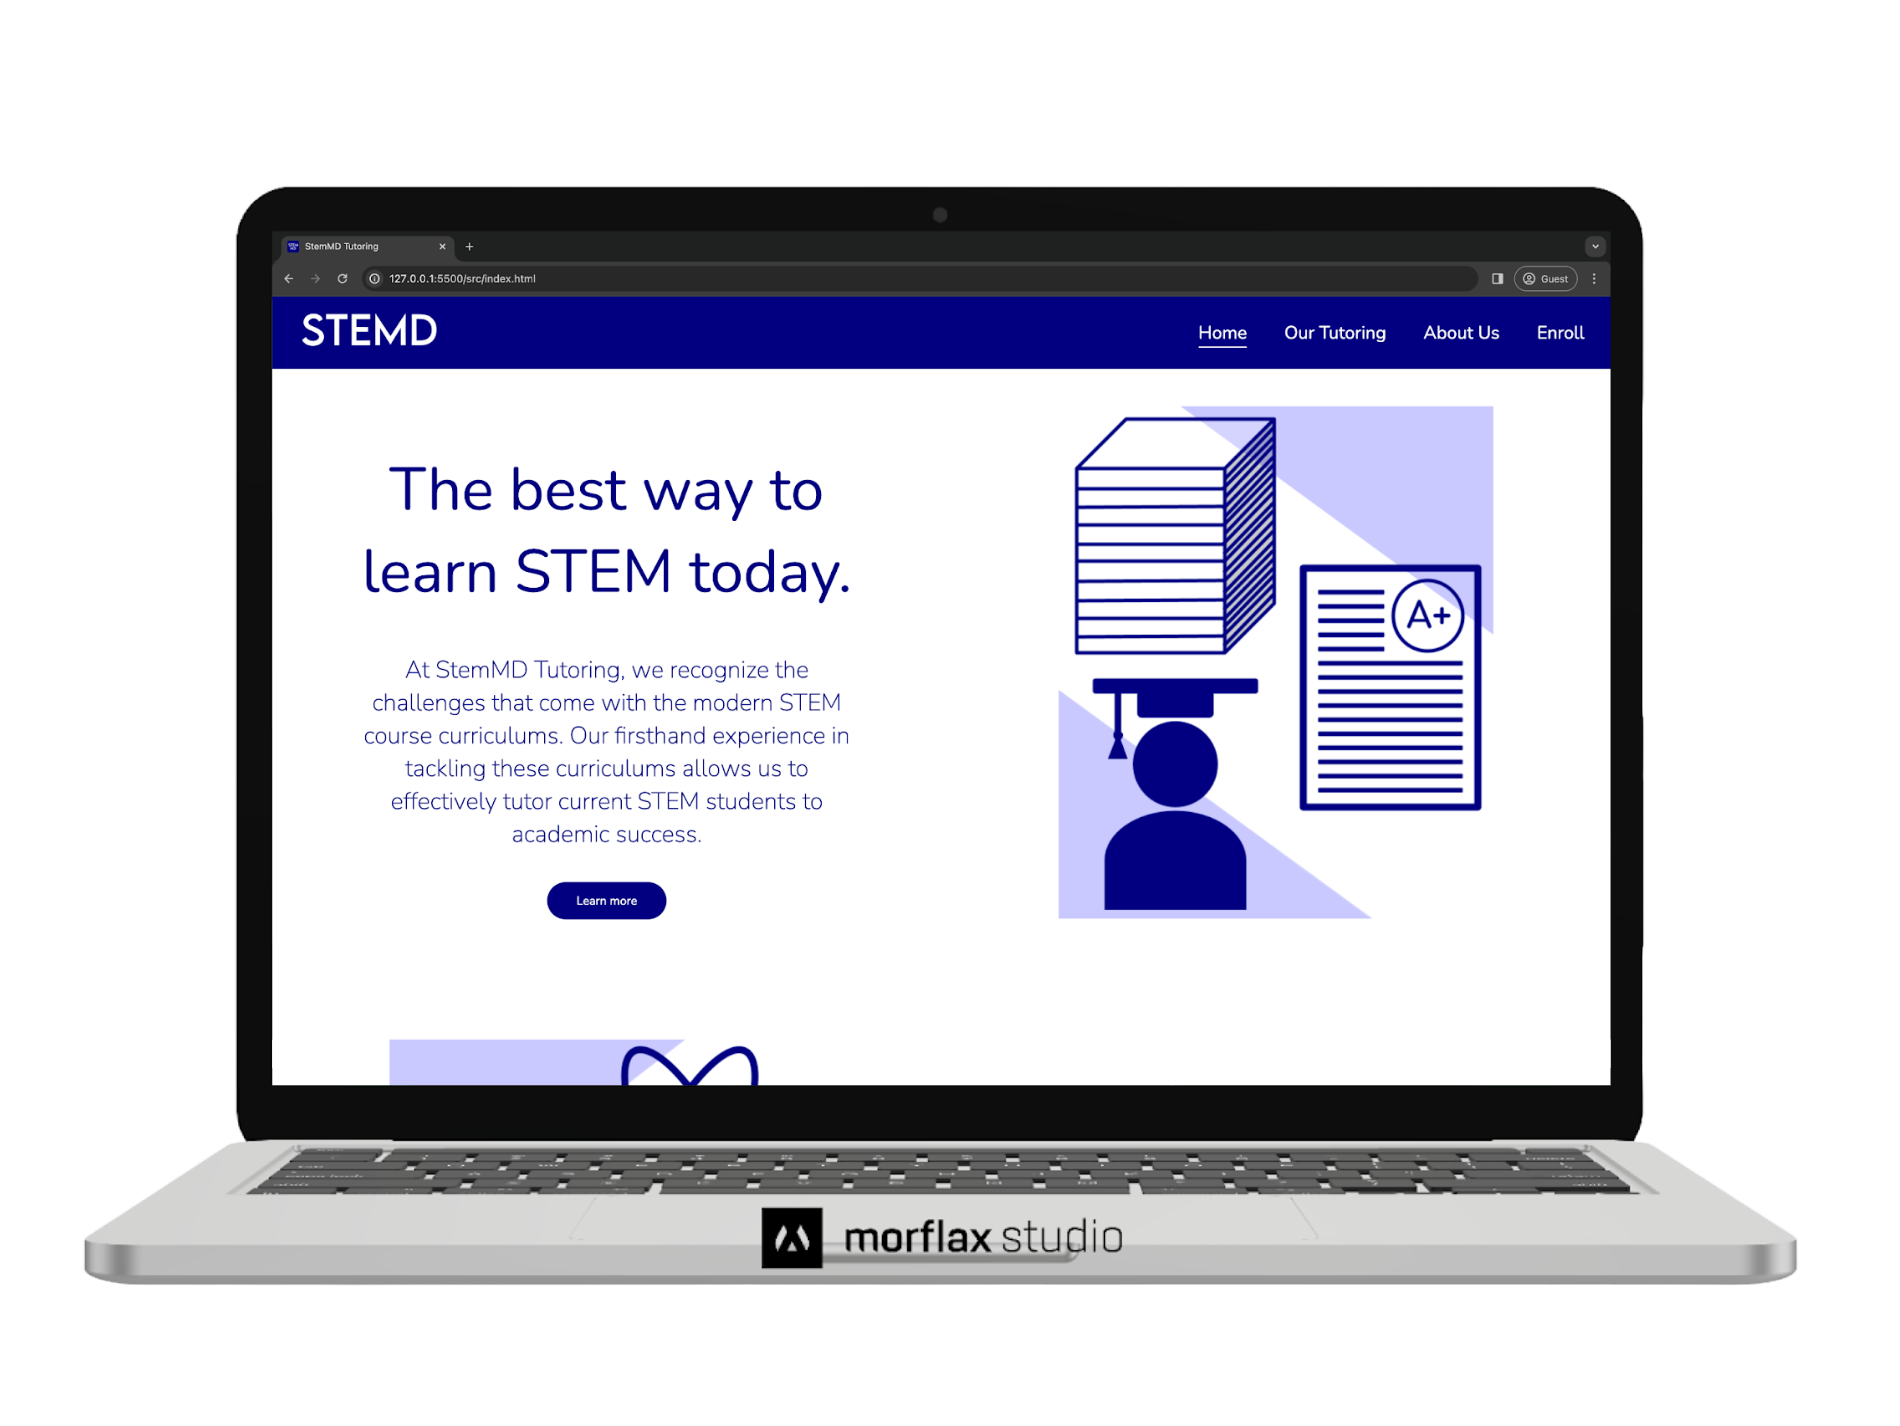 StemMD Tutoring
127.0.0.1:5500/src/index.html
Guest
STEMD
Home
Our Tutoring
About Us
Enroll
The best way to
learn STEM today.
At StemMD Tutoring, we recognize the
challenges that come with the modern STEM
course curriculums. Our firsthand experience in
tackling these curriculums allows us to
effectively tutor current STEM students to
academic success.
Learn more
A+
morflax studio